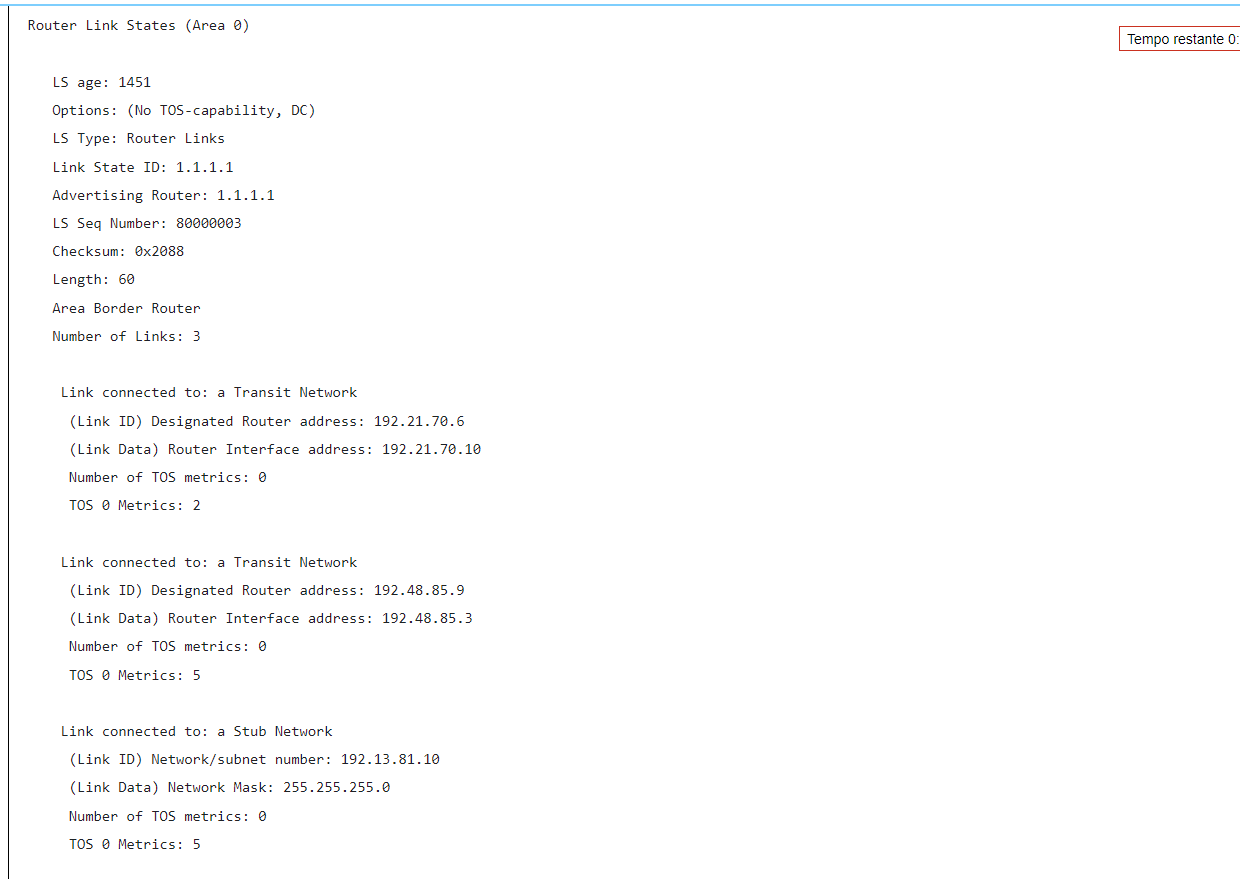 Router Link States (Area 0)
Tempo restante 0:
LS age: 1451
Options: (No TOS-capability, DC)
LS Type: Router Links
Link State ID: 1.1.1.1
Advertising Router: 1.1.1.1
LS Seq Number: 80000003
Checksum: 0x2088
Length: 60
Area Border Router
Number of Links: 3
Link connected to: a Transit Network
(Link ID) Designated Router address: 192.21.70.6
(Link Data) Router Interface address: 192.21.70.10
Number of TOS metrics: 0
TOS 0 Metrics: 2
Link connected to: a Transit Network
(Link ID) Designated Router address: 192.48.85.9
(Link Data) Router Interface address: 192.48.85.3
Number of TOS metrics: 0
TOS 0 Metrics: 5
Link connected to: a Stub Network
(Link ID) Network/subnet number: 192.13.81.10
(Link Data) Network Mask: 255.255.255.0
Number of TOS metrics: 0
TOS 0 Metrics: 5